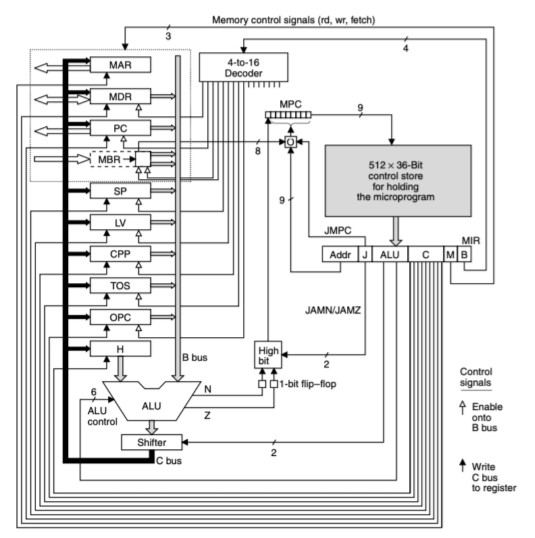 Memory control signals (rd, wr, fetch)
3
4
MAR
MDR
PC
MBR
SP
LV
CPP
TOS
OPC
H
4-to-16
Decoder
MPC
9
8
O
9
512 × 36-Bit
control store
for holding
the microprogram
JMPC
MIR
Addr
J
ALU
C
M
B
JAMN/JAMZ
B bus
High
bit
2
1-bit flip–flop
6
ALU
control
ALU
N
Z
Shifter
C bus
2
Control
signals
Enable
onto
B bus
Write
C bus
to register